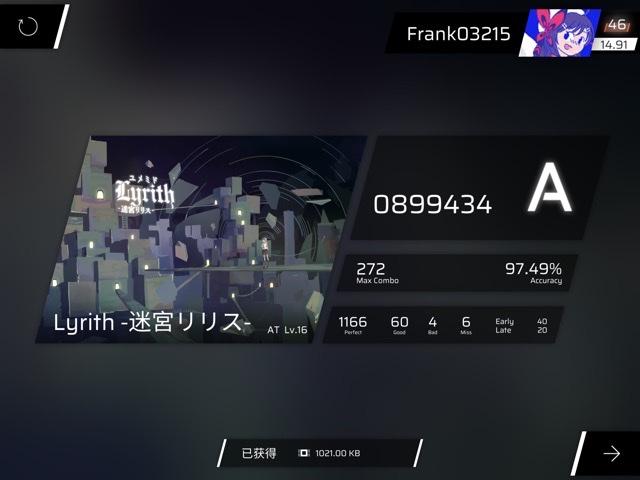 Frank03215
46
14.91
ユメミド
Lyrith
-迷宮リリス-
Lyrith -迷宮リリス-
AT Lv.16
0899434
A
272
Max Combo
97.49%
Accuracy
1166
Perfect
60
Good
4
Bad
6
Miss
Early 40
Late 20
已获得 1021.00 KB